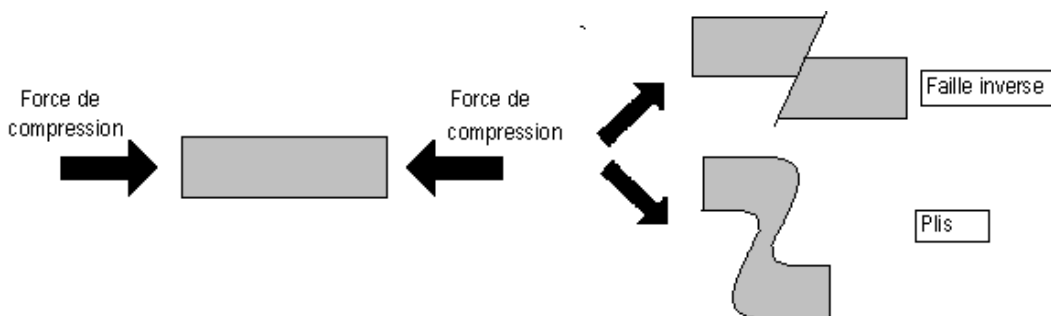 Force de
compression
Force de
compression
Faille inverse
Plis